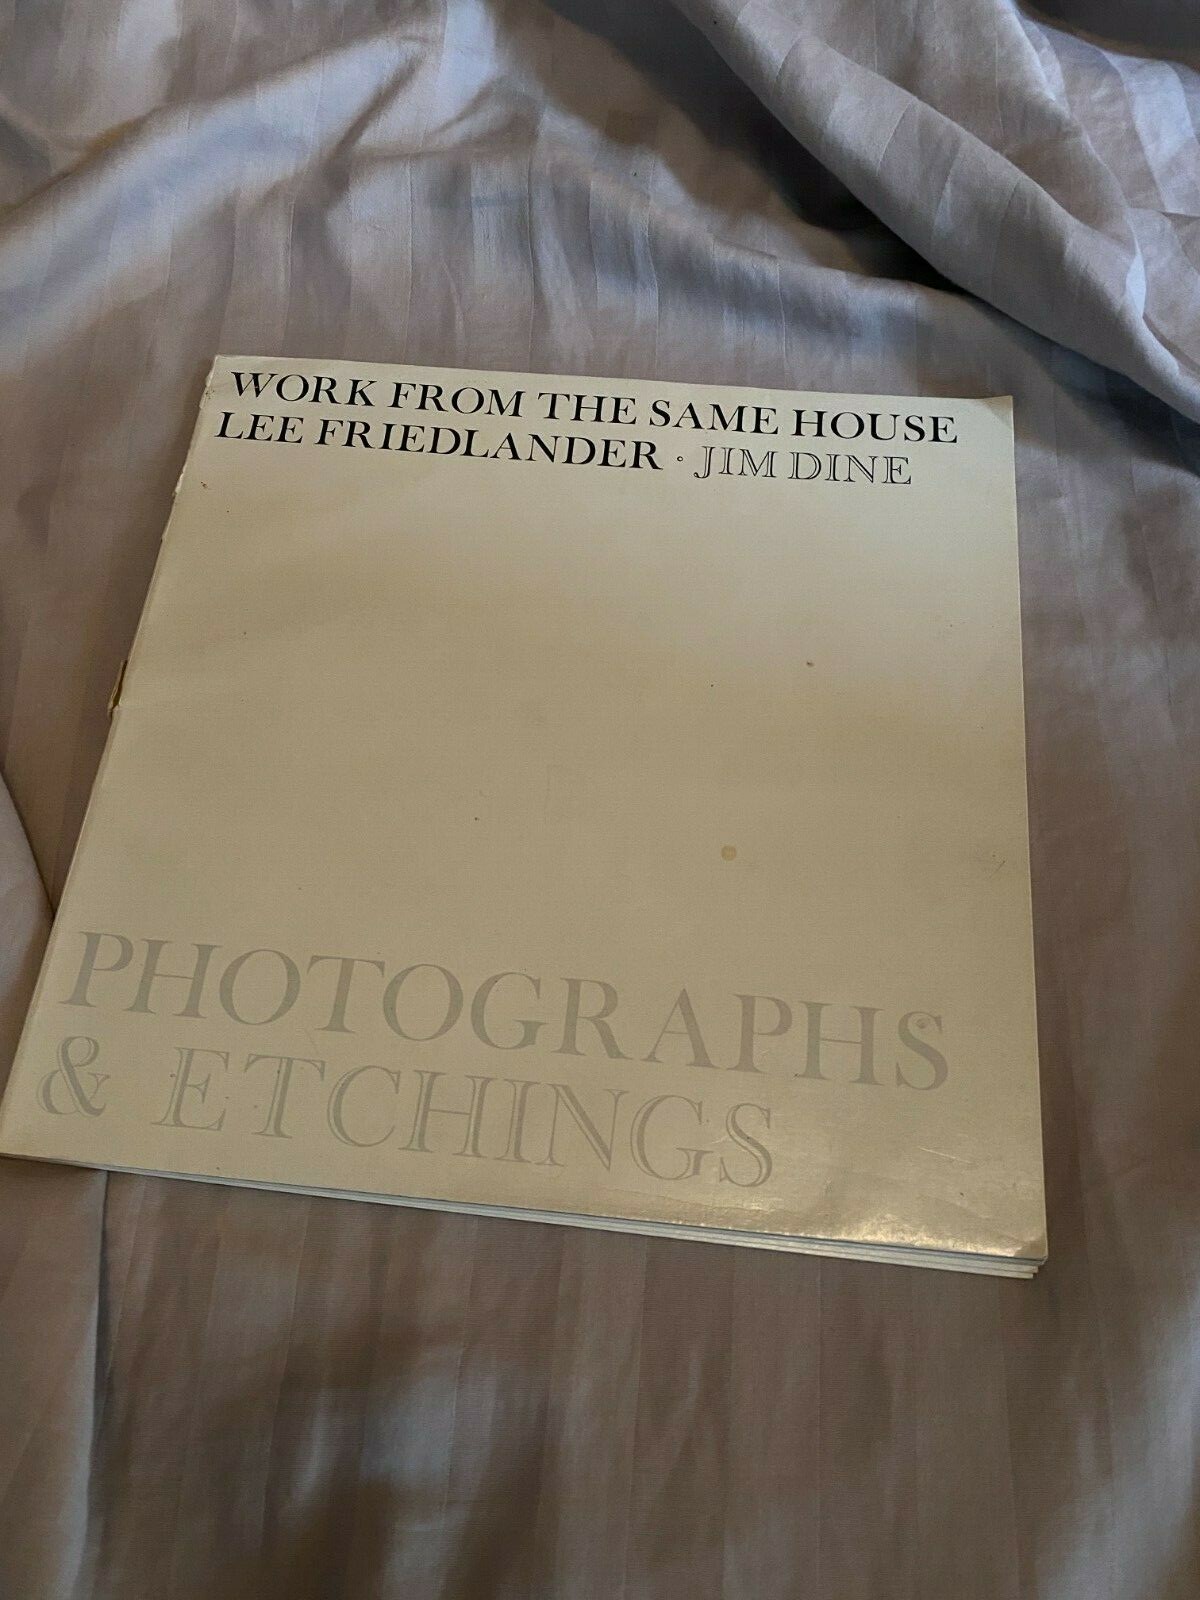 WORK FROM THE SAME HOUSE
LEE FRIEDLANDER • JIM DINE
PHOTOGRAPHS
& ETCHINGS